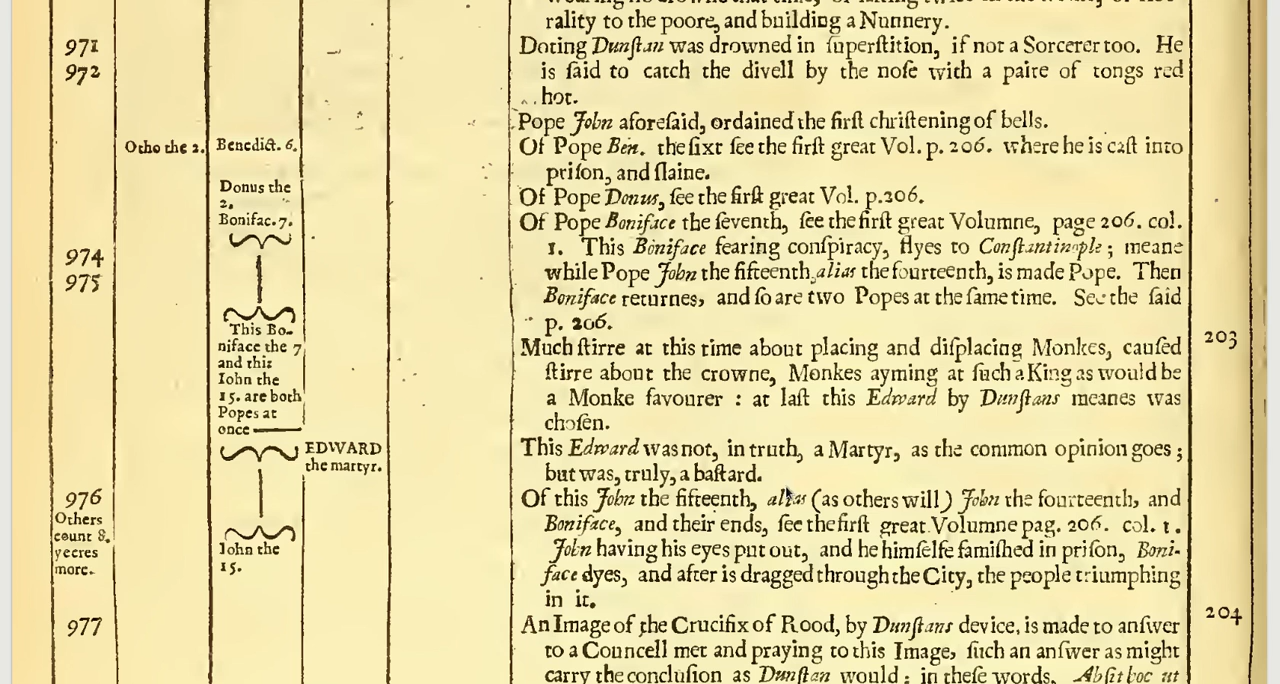 rality to the poore, and building a Nunnery.
971
Doting Dunſtan was drowned in ſuperſtition, if not a Sorcerer too. He
972
is ſaid to catch the divell by the noſe with a paire of tongs red
hot.
Pope John aforeſaid, ordained the firſt chriſtening of bells.
Otho the 2.
Benedict. 6.
Of Pope Ben. the ſixt ſee the firſt great Vol. p. 206. where he is caſt into
priſon, and ſlaine.
Donus the
2.
Of Pope Donus, ſee the firſt great Vol. p.206.
Bonifac. 7.
Of Pope Boniface the ſeventh, ſee the firſt great Volumne, page 206. col.
974
1. This Boniface fearing conſpiracy, flyes to Conſtantinople; meane
975
while Pope John the fifteenth, alias the fourteenth, is made Pope. Then
Boniface returnes, and ſo are two Popes at the ſame time. See the ſaid
p. 206.
This Bo-
niface the 7
and this
Iohn the
15. are both
Popes at
once
203
Much ſtirre at this time about placing and diſplacing Monkes, cauſed
ſtirre about the crowne, Monkes ayming at ſuch a King as would be
a Monke favourer : at laſt this Edward by Dunſtans meanes was
choſen.
EDWARD
the martyr.
This Edward was not, in truth, a Martyr, as the common opinion goes;
but was, truly, a baſtard.
976
Others
count 8.
yeeres
more.
Iohn the
15.
Of this John the fifteenth, alias (as others will) John the fourteenth, and
Boniface, and their ends, ſee the firſt great Volumne pag. 206. col. 1.
John having his eyes put out, and he himſelfe famiſhed in priſon, Boni-
face dyes, and after is dragged through the City, the people triumphing
in it.
204
977
An Image of the Crucifix of Rood, by Dunſtans device, is made to anſwer
to a Councell met and praying to this Image, ſuch an anſwer as might
carry the concluſion as Dunſtan would: in theſe words, Abſit hoc ut